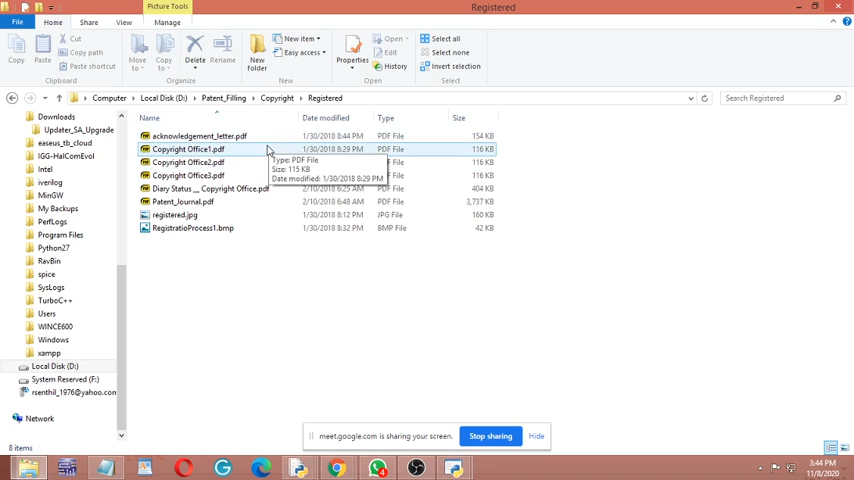 Picture Tools
Registered
File
Home
Share
View
Manage
Copy
Paste
Cut
Copy path
Paste shortcut
Clipboard
Move to
Copy to
Delete
Rename
Organize
New folder
New item
Easy access
New
Properties
Open
Edit
History
Open
Select all
Select none
Invert selection
Select
Computer
Local Disk (D:)
Patent_Filling
Copyright
Registered
Search Registered
Name
Date modified
Type
Size
acknowledgement_letter.pdf 1/30/2018 8:44 PM PDF File 154 KB
Copyright Office1.pdf 1/30/2018 8:29 PM PDF File 116 KB
Copyright Office2.pdf PDF File 116 KB
Copyright Office3.pdf PDF File 116 KB
Diary Status __ Copyright Office.pdf 2/10/2018 6:25 AM PDF File 404 KB
Patent_Journal.pdf 2/10/2018 6:48 AM PDF File 3,737 KB
registered.jpg 1/30/2018 8:12 PM JPG File 160 KB
RegistratioProcess1.bmp 1/30/2018 8:32 PM BMP File 42 KB
Type: PDF File
Size: 115 KB
Date modified: 1/30/2018 8:29 PM
Downloads
Updater_SA_Upgrade
easeus_tb_cloud
IGG-HalComEvol
Intel
iverilog
MinGW
My Backups
PerfLogs
Program Files
Python27
RavBin
spice
SysLogs
TurboC++
Users
WINCE600
Windows
xampp
Local Disk (D:)
System Reserved (F:)
rsenthil_1976@yahoo.com
Network
8 items
meet.google.com is sharing your screen.
Stop sharing
Hide
4
3:44 PM
11/8/2020